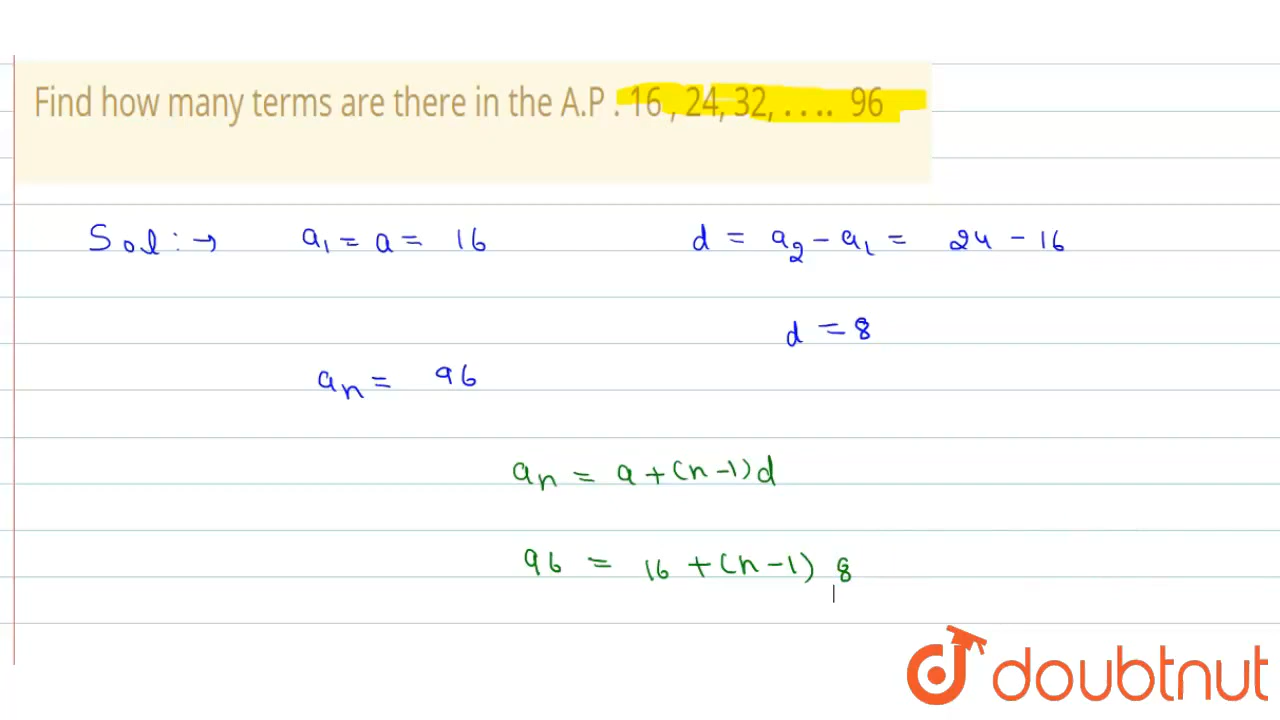 Find how many terms are there in the A.P . 16 , 24, 32, . . .. 96
Sol :→ a₁ = a = 16 d = a₂ - a₁ = 24 - 16
d = 8
aₙ = 96
aₙ = a + (n - 1) d
96 = 16 + (n - 1) 8
doubtnut